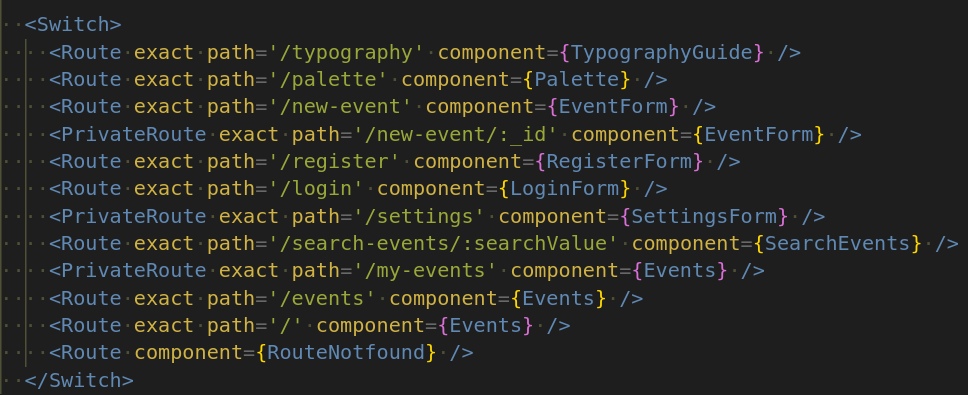 <Switch>
<Route exact path='/typography' component={TypographyGuide} />
<Route exact path='/palette' component={Palette} />
<Route exact path='/new-event' component={EventForm} />
<PrivateRoute exact path='/new-event/:_id' component={EventForm} />
<Route exact path='/register' component={RegisterForm} />
<Route exact path='/login' component={LoginForm} />
<PrivateRoute exact path='/settings' component={SettingsForm} />
<Route exact path='/search-events/:searchValue' component={SearchEvents} />
<PrivateRoute exact path='/my-events' component={Events} />
<Route exact path='/events' component={Events} />
<Route exact path='/' component={Events} />
<Route component={RouteNotfound} />
</Switch>